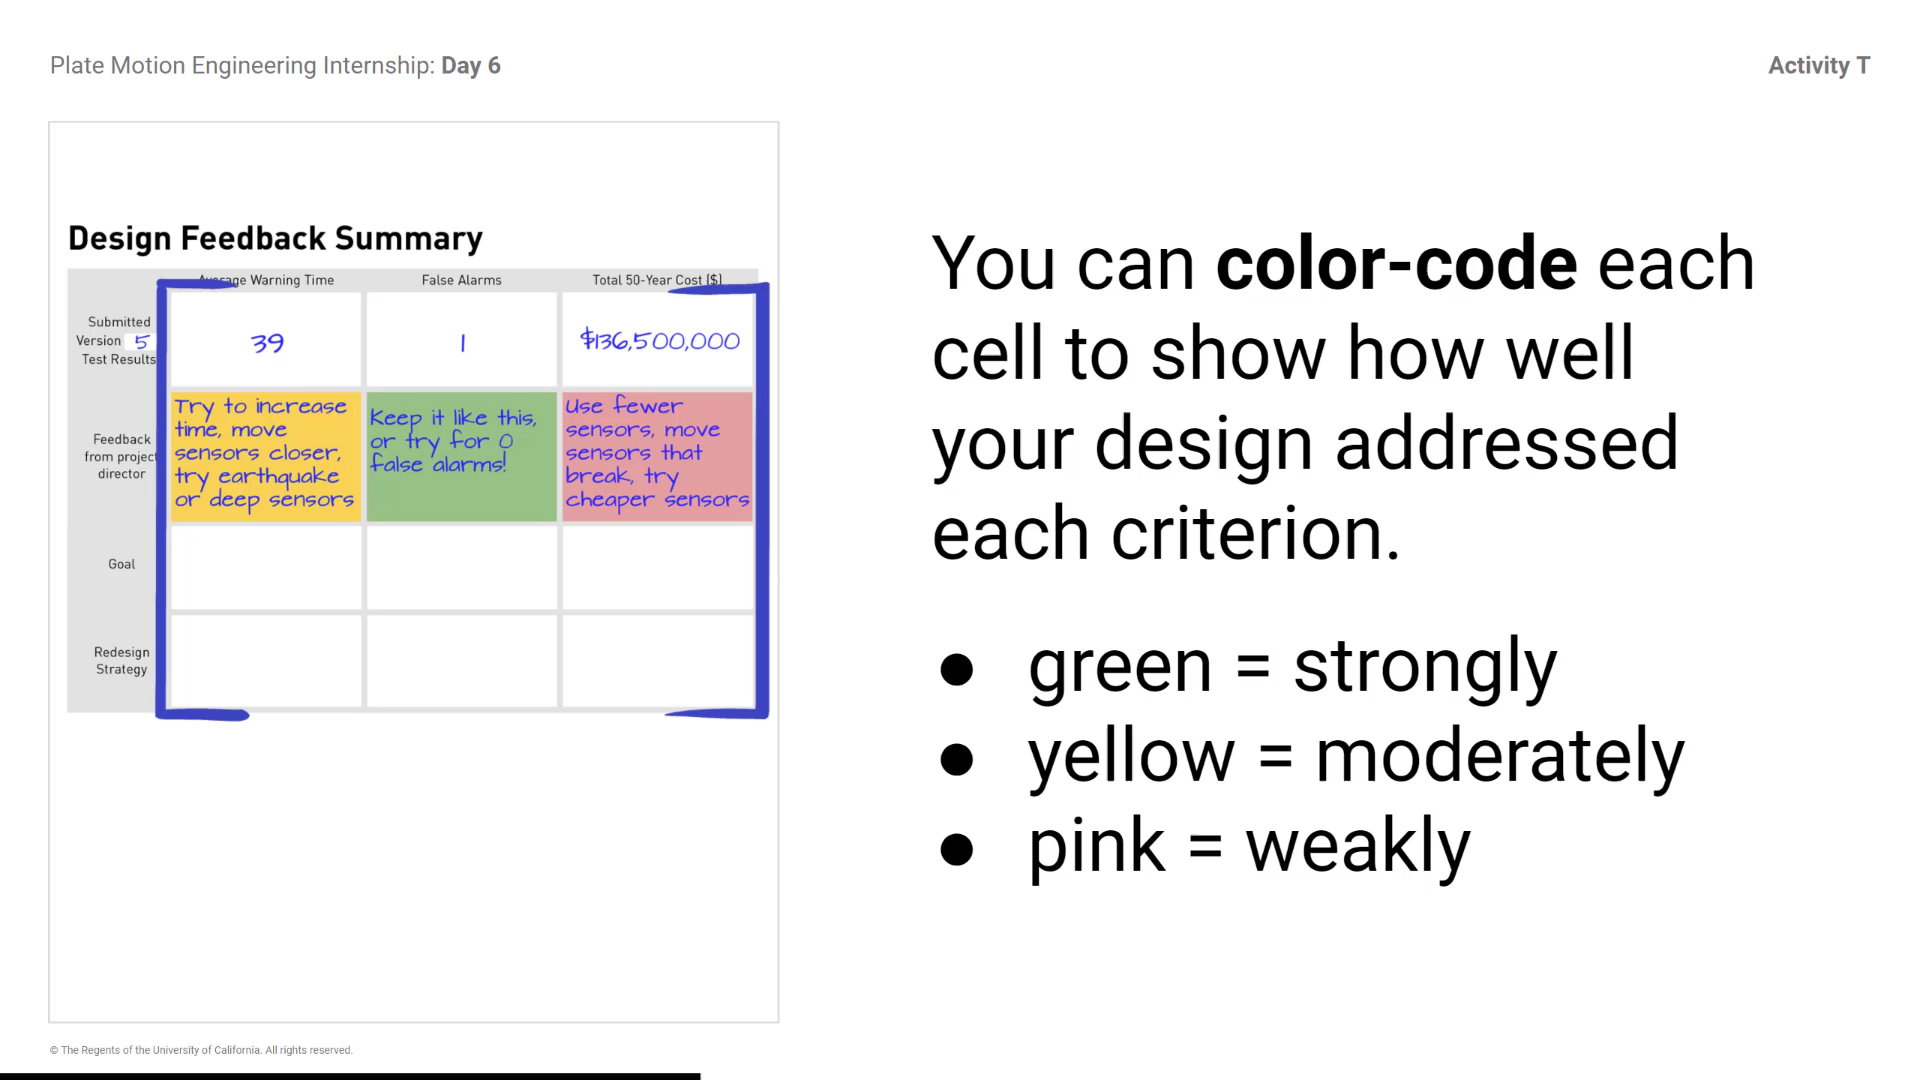 Plate Motion Engineering Internship: Day 6
Activity T
Design Feedback Summary
Average Warning Time
False Alarms
Total 50-Year Cost ($)
Submitted
Version 5
Test Results
39
1
$136,500,000
Feedback
from project
director
Try to increase
time, move
sensors closer,
try earthquake
or deep sensors
Keep it like this,
or try for 0
false alarms!
Use fewer
sensors, move
sensors that
break, try
cheaper sensors
Goal
Redesign
Strategy
You can color-code each
cell to show how well
your design addressed
each criterion.
● green = strongly
● yellow = moderately
● pink = weakly
© The Regents of the University of California. All rights reserved.